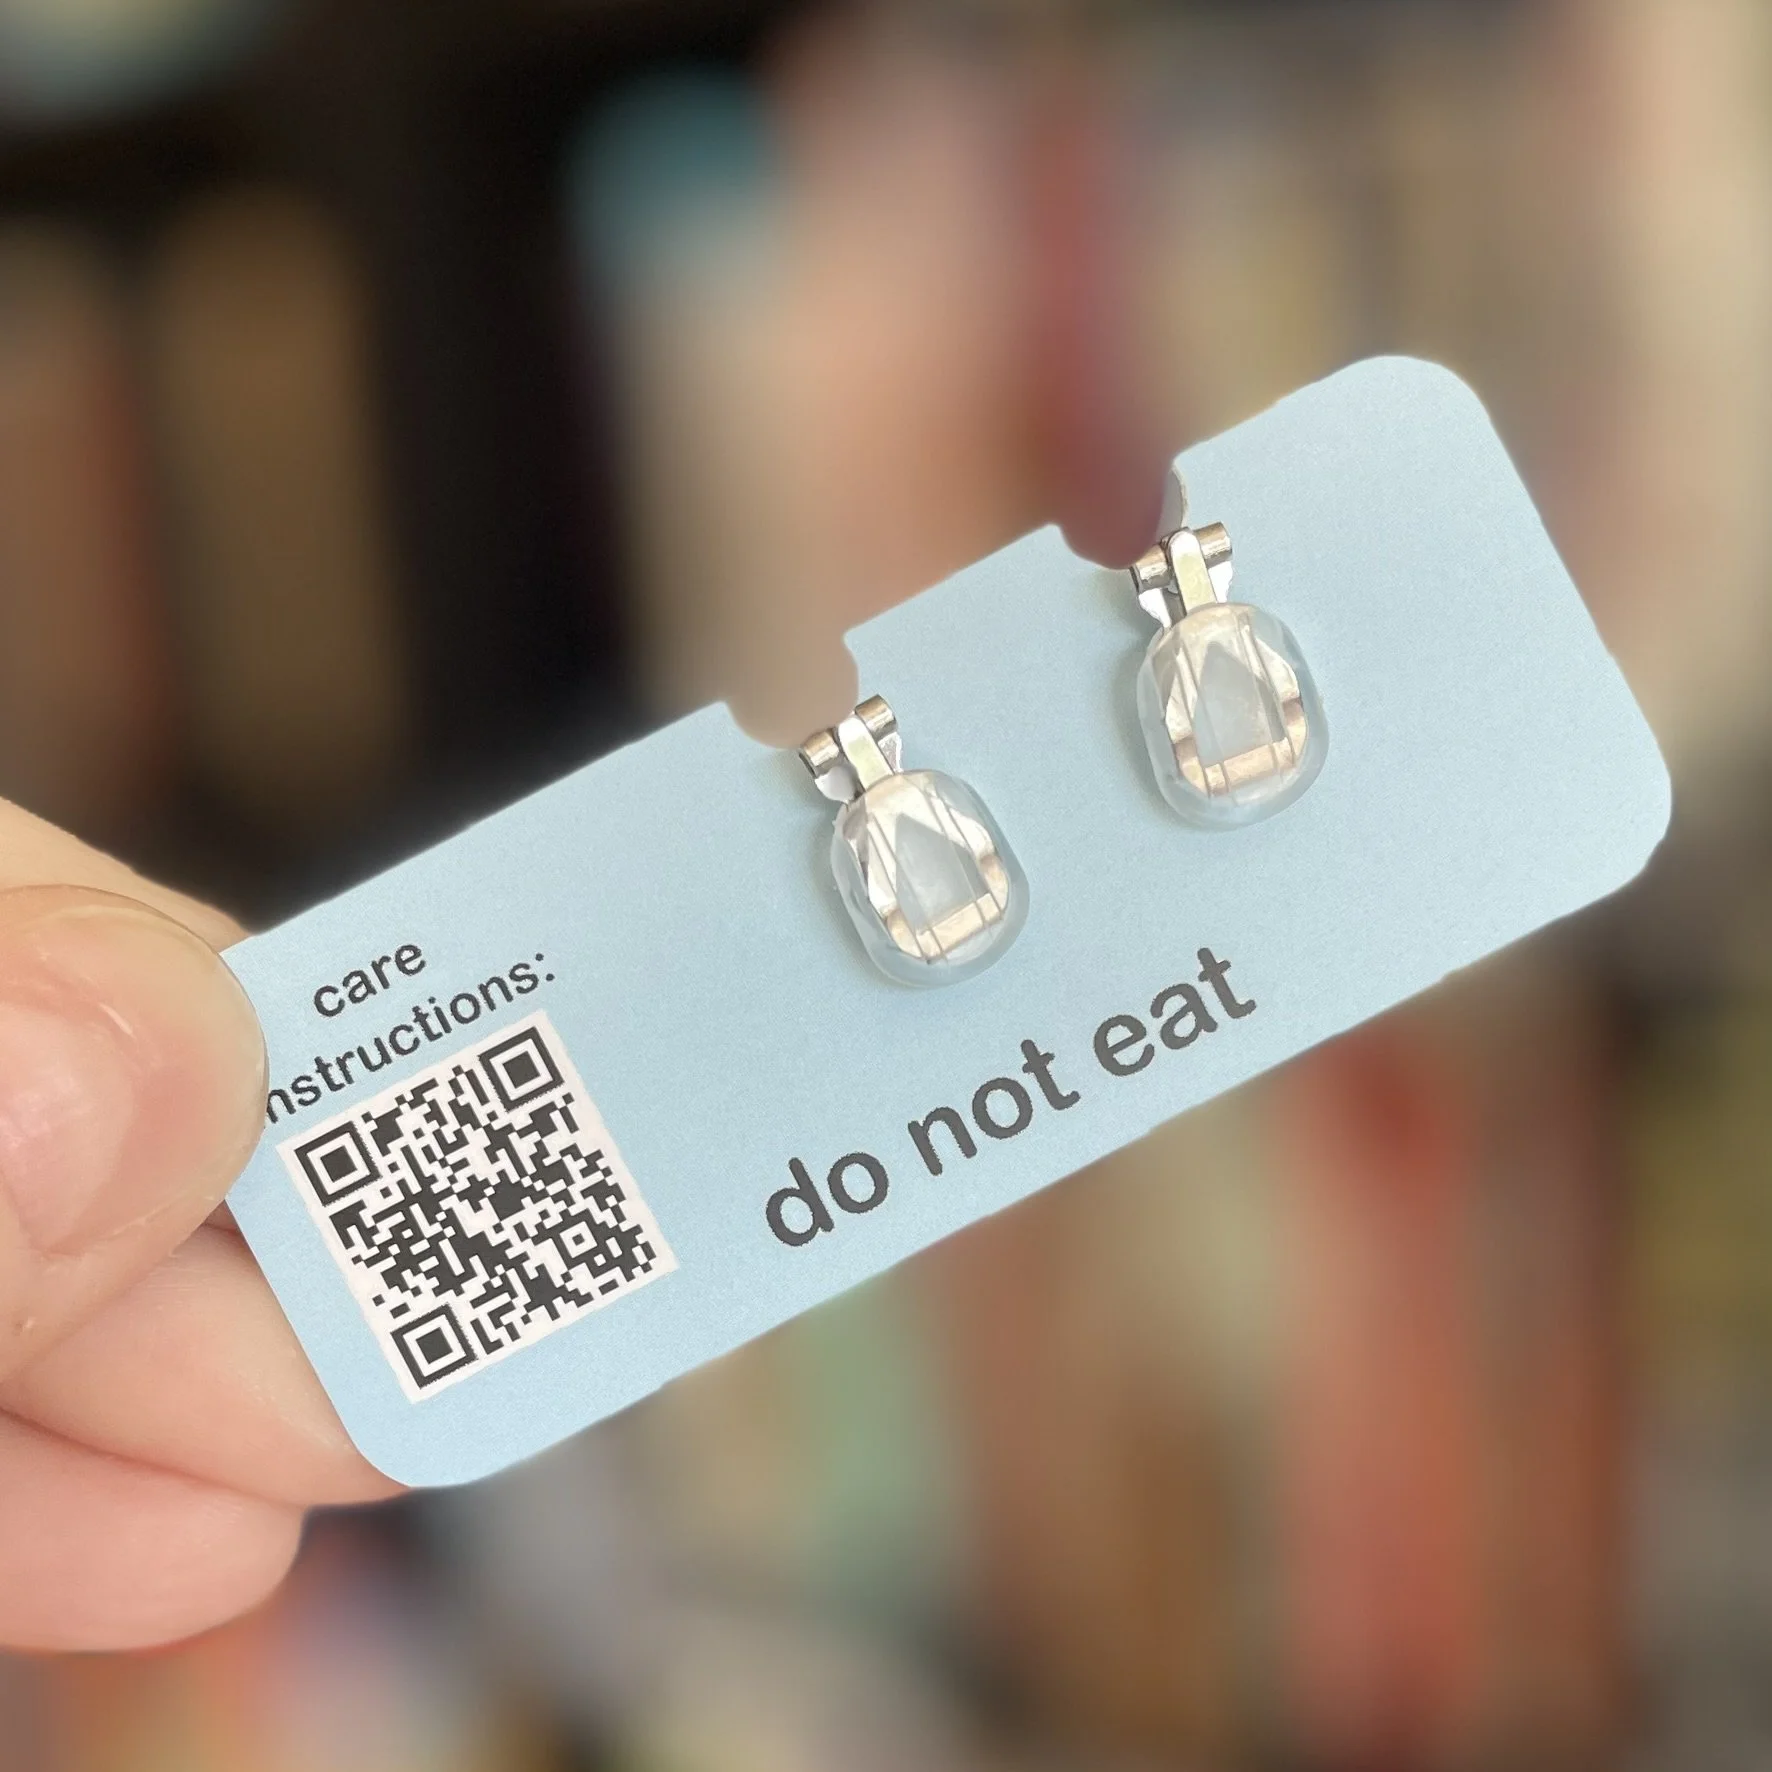 care
nstructions:
do not eat